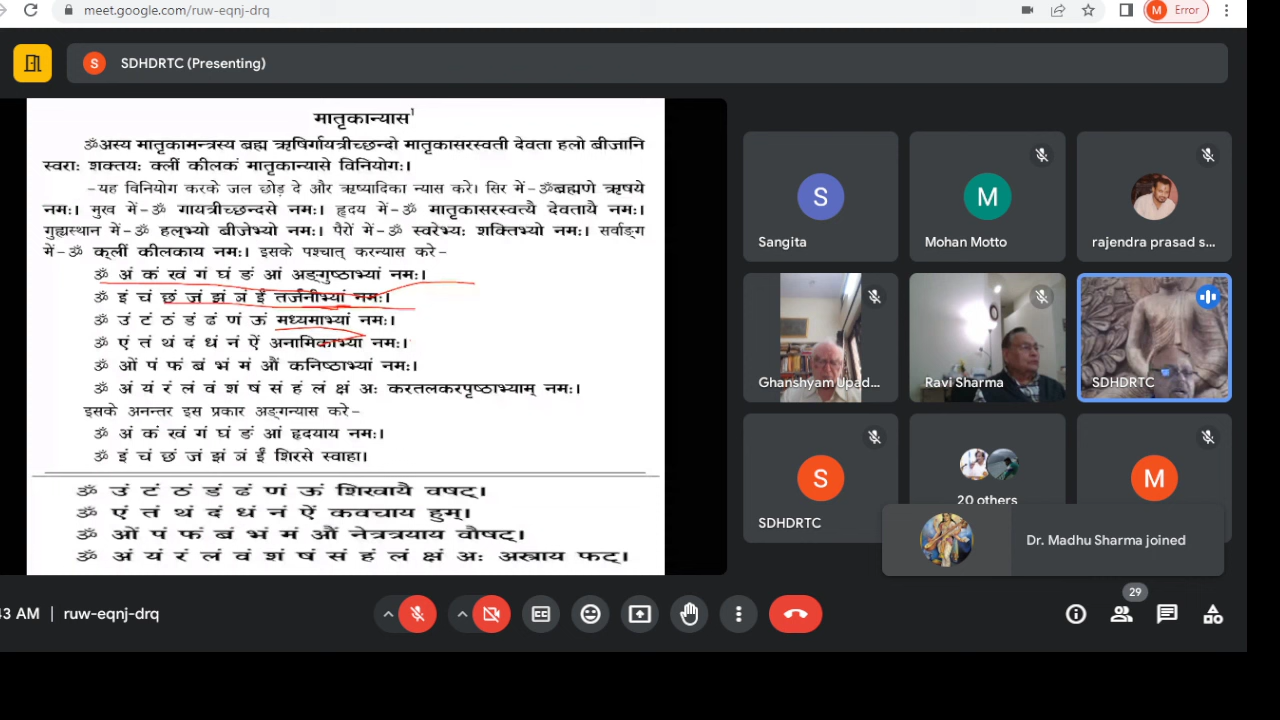 meet.google.com/ruw-eqnj-drq
M Error
S SDHDRTC (Presenting)
मातृकान्यास¹
ॐअस्य मातृकामन्त्रस्य ब्रह्म ऋषिर्गायत्रीच्छन्दो मातृकासरस्वती देवता हलो बीजानि
स्वराः शक्तयः क्लीं कीलकं मातृकान्यासे विनियोगः।
-यह विनियोग करके जल छोड़ दे और ऋष्यादिका न्यास करे। सिर में-ॐब्रह्मणे ऋषये
नमः। मुख में-ॐ गायत्रीच्छन्दसे नमः। हृदय में-ॐ मातृकासरस्वत्यै देवतायै नमः।
गुह्यस्थान में-ॐ हल्भ्यो बीजेभ्यो नमः। पैरों में-ॐ स्वरेभ्यः शक्तिभ्यो नमः। सर्वाङ्ग
में-ॐ क्लीं कीलकाय नमः। इसके पश्चात् करन्यास करे-
ॐ अं कं खं गं घं ङं आं अङ्गुष्ठाभ्यां नमः।
ॐ इं चं छं जं झं ञं ईं तर्जनीभ्यां नमः।
ॐ उं टं ठं डं ढं णं ऊं मध्यमाभ्यां नमः।
ॐ एं तं थं दं धं नं ऐं अनामिकाभ्यां नमः।
ॐ ओं पं फं बं भं मं औं कनिष्ठाभ्यां नमः।
ॐ अं यं रं लं वं शं षं सं हं लं क्षं अः करतलकरपृष्ठाभ्याम् नमः।
इसके अनन्तर इस प्रकार अङ्गन्यास करे-
ॐ अं कं खं गं घं ङं आं हृदयाय नमः।
ॐ इं चं छं जं झं ञं ईं शिरसे स्वाहा।
ॐ उं टं ठं डं ढं णं ऊं शिखायै वषट्।
ॐ एं तं थं दं धं नं ऐं कवचाय हुम्।
ॐ ओं पं फं बं भं मं औं नेत्रत्रयाय वौषट्।
ॐ अं यं रं लं वं शं षं सं हं लं क्षं अः अस्त्राय फट्।
S M
Sangita Mohan Motto rajendra prasad s...
Ghanshyam Upad... Ravi Sharma SDHDRTC
S M
SDHDRTC 20 others
Dr. Madhu Sharma joined
43 AM | ruw-eqnj-drq
29